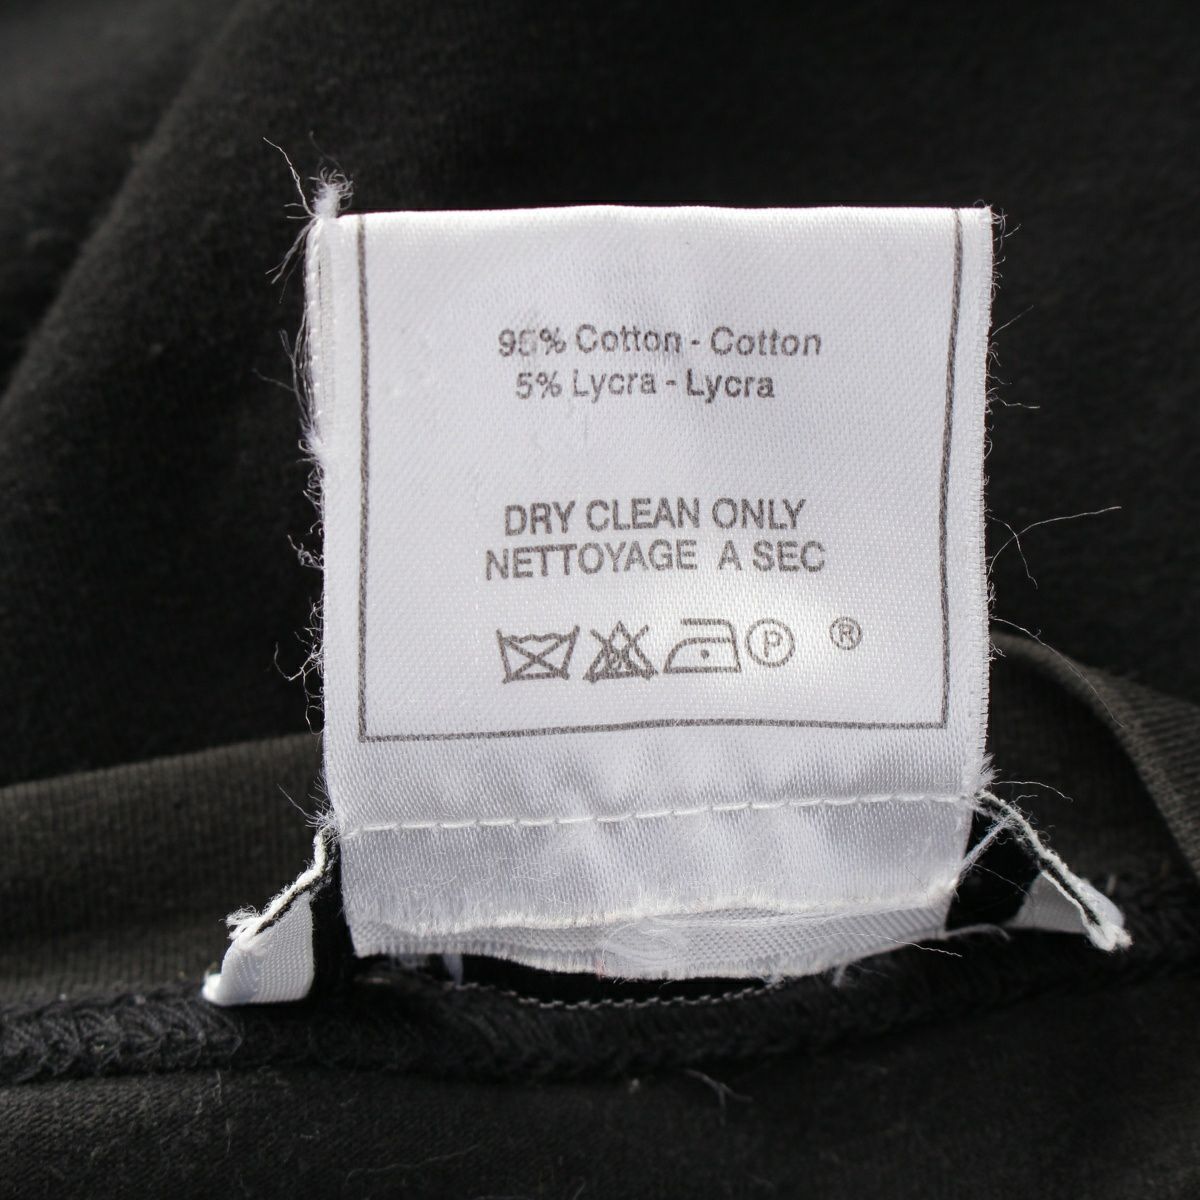 95% Cotton - Cotton
5% Lycra - Lycra
DRY CLEAN ONLY
NETTOYAGE A SEC
P ®